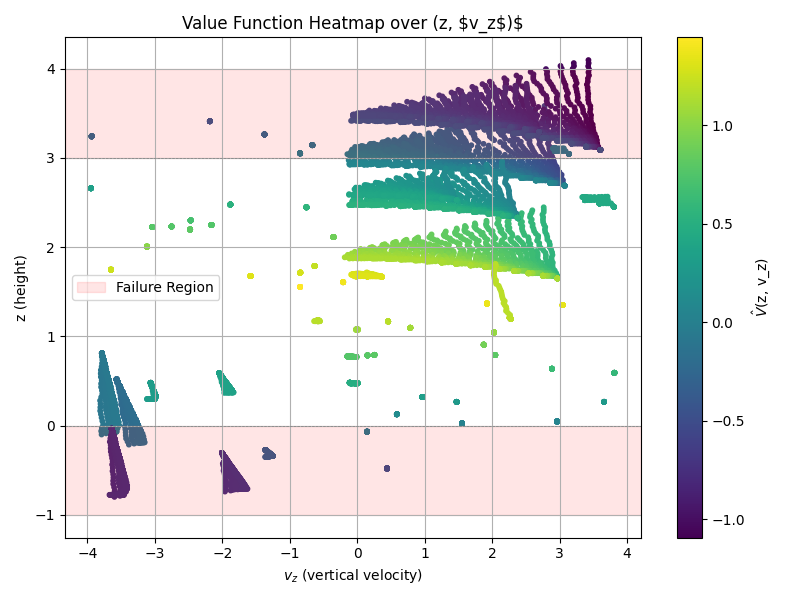 Value Function Heatmap over (z, $v_z$)$
z (height)
4
3
2
1
0
−1
Failure Region
−4 −3 −2 −1 0 1 2 3 4
v_z (vertical velocity)
1.0
0.5
0.0
−0.5
−1.0
V̂(z, v_z)